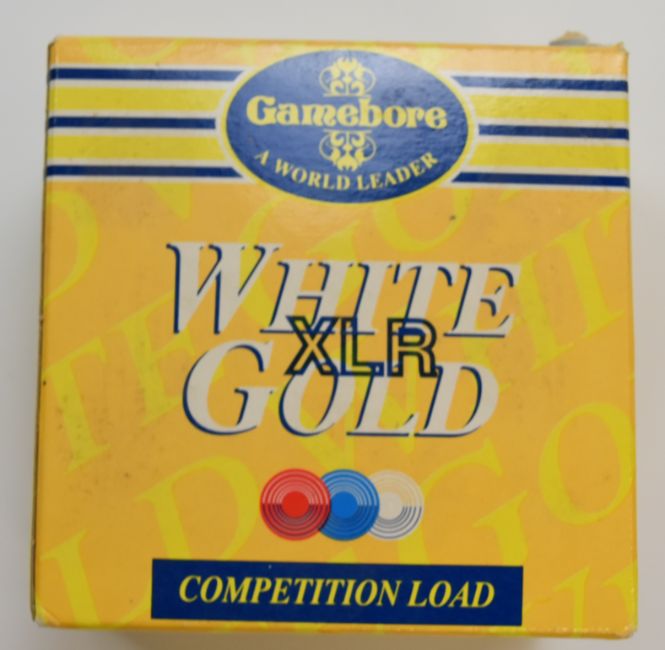 Gamebore
A WORLD LEADER
WHITE
XLR
GOLD
COMPETITION LOAD